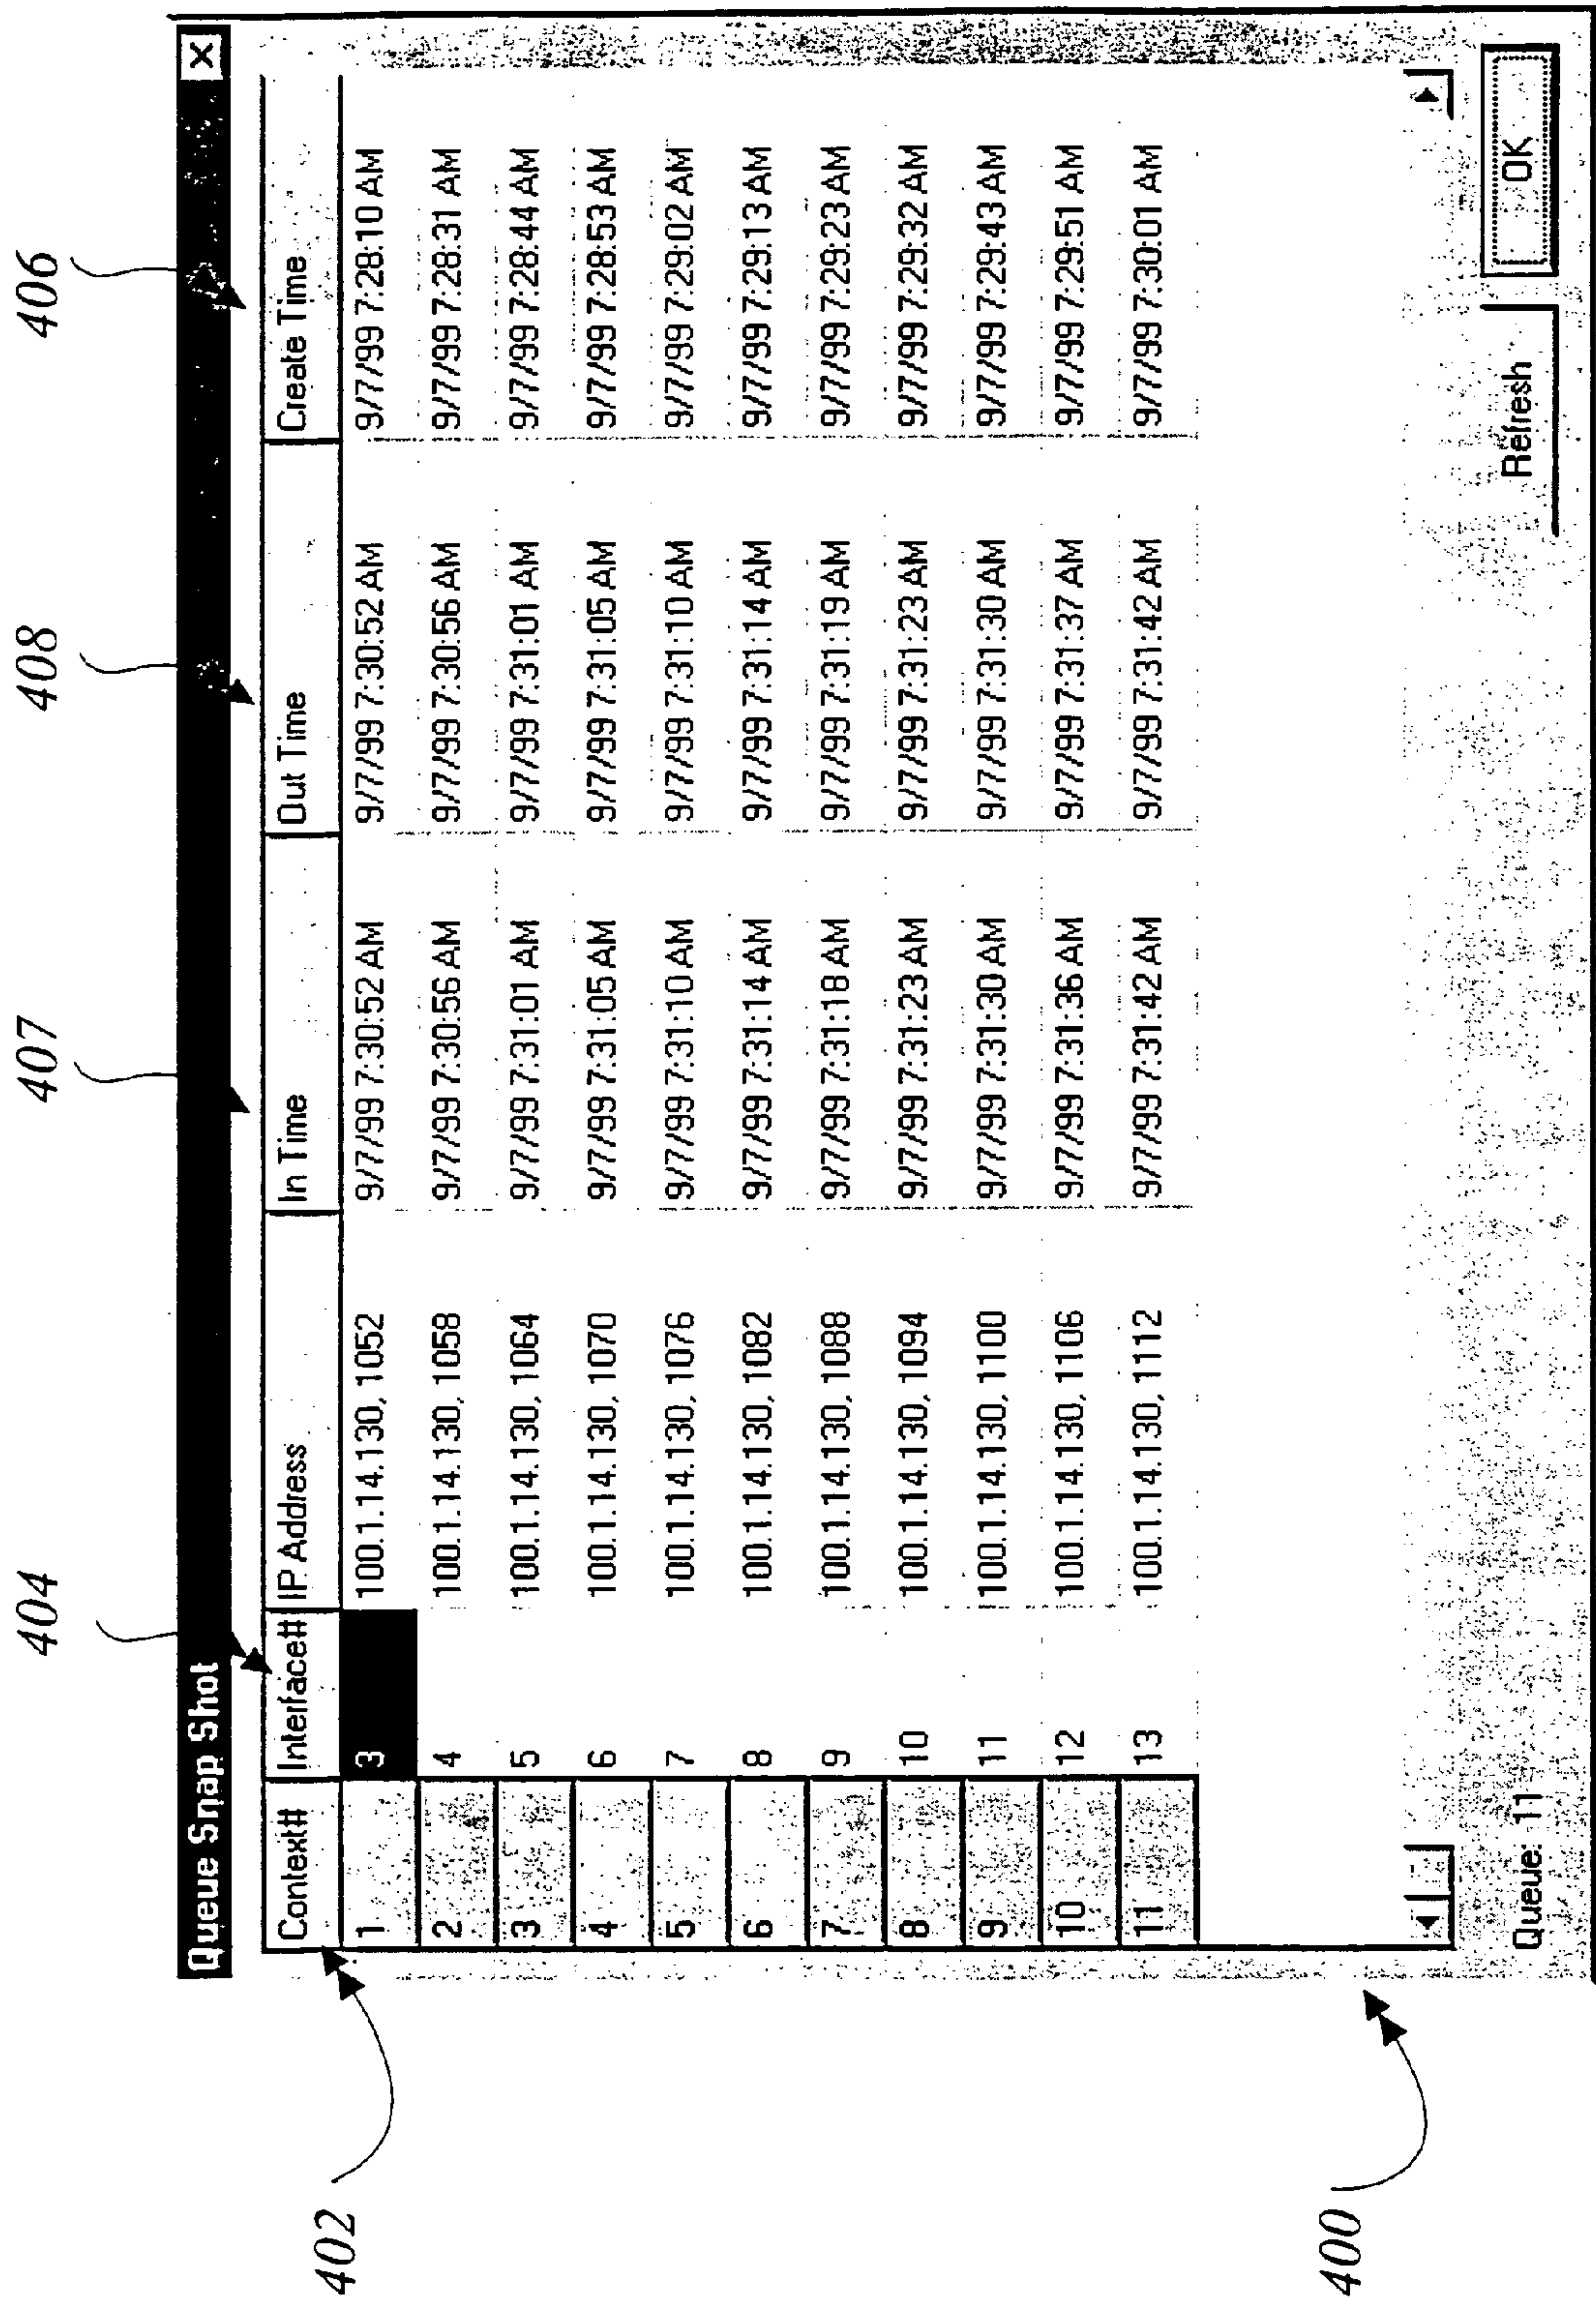 406
408
407
404
Queue Snap Shot X
Context# Interface# IP Address In Time Out Time Create Time
1 3 100.1.14.130, 1052 9/7/99 7:30:52 AM 9/7/99 7:30:52 AM 9/7/99 7:28:10 AM
2 4 100.1.14.130, 1058 9/7/99 7:30:56 AM 9/7/99 7:30:56 AM 9/7/99 7:28:31 AM
3 5 100.1.14.130, 1064 9/7/99 7:31:01 AM 9/7/99 7:31:01 AM 9/7/99 7:28:44 AM
4 6 100.1.14.130, 1070 9/7/99 7:31:05 AM 9/7/99 7:31:05 AM 9/7/99 7:28:53 AM
5 7 100.1.14.130, 1076 9/7/99 7:31:10 AM 9/7/99 7:31:10 AM 9/7/99 7:29:02 AM
6 8 100.1.14.130, 1082 9/7/99 7:31:14 AM 9/7/99 7:31:14 AM 9/7/99 7:29:13 AM
7 9 100.1.14.130, 1088 9/7/99 7:31:18 AM 9/7/99 7:31:19 AM 9/7/99 7:29:23 AM
8 10 100.1.14.130, 1094 9/7/99 7:31:23 AM 9/7/99 7:31:23 AM 9/7/99 7:29:32 AM
9 11 100.1.14.130, 1100 9/7/99 7:31:30 AM 9/7/99 7:31:30 AM 9/7/99 7:29:43 AM
10 12 100.1.14.130, 1106 9/7/99 7:31:36 AM 9/7/99 7:31:37 AM 9/7/99 7:29:51 AM
11 13 100.1.14.130, 1112 9/7/99 7:31:42 AM 9/7/99 7:31:42 AM 9/7/99 7:30:01 AM
Queue: 11 Refresh OK
402
400